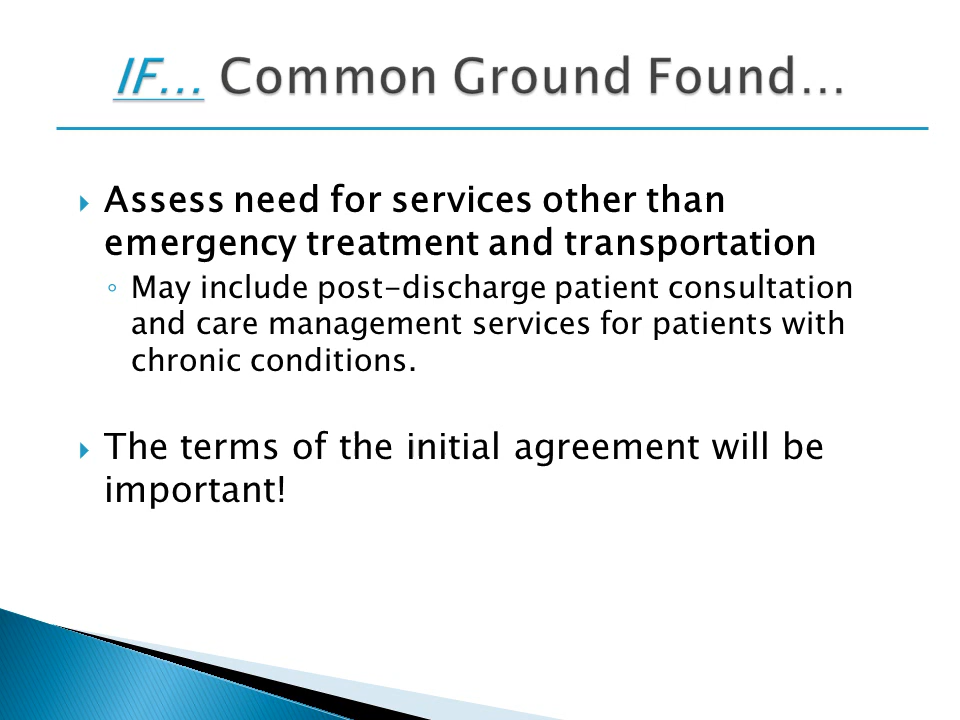 IF... Common Ground Found...
Assess need for services other than
emergency treatment and transportation
May include post-discharge patient consultation
and care management services for patients with
chronic conditions.
The terms of the initial agreement will be
important!